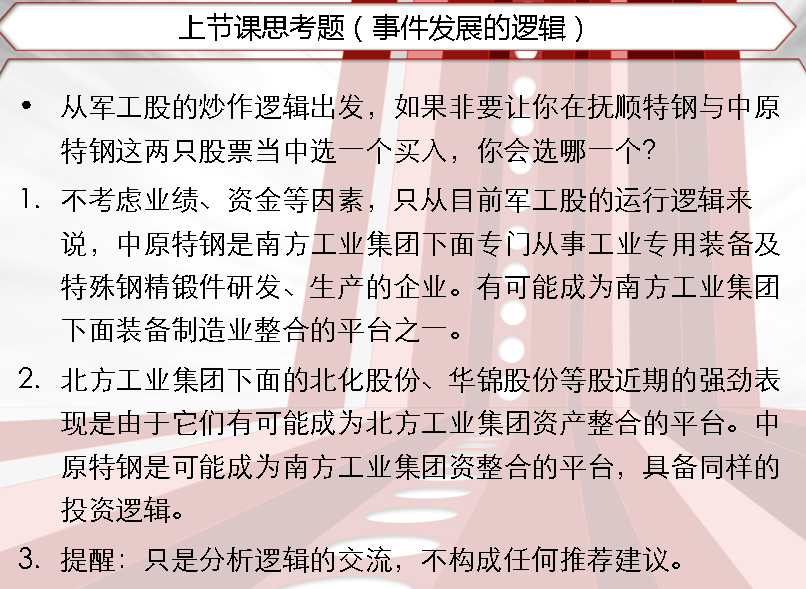 上节课思考题（事件发展的逻辑）
• 从军工股的炒作逻辑出发，如果非要让你在抚顺特钢与中原
特钢这两只股票当中选一个买入，你会选哪一个?
1. 不考虑业绩、资金等因素，只从目前军工股的运行逻辑来
说，中原特钢是南方工业集团下面专门从事工业专用装备及
特殊钢精锻件研发、生产的企业。有可能成为南方工业集团
下面装备制造业整合的平台之一。
2. 北方工业集团下面的北化股份、华锦股份等股近期的强劲表
现是由于它们有可能成为北方工业集团资产整合的平台。中
原特钢是可能成为南方工业集团资整合的平台，具备同样的
投资逻辑。
3. 提醒：只是分析逻辑的交流，不构成任何推荐建议。